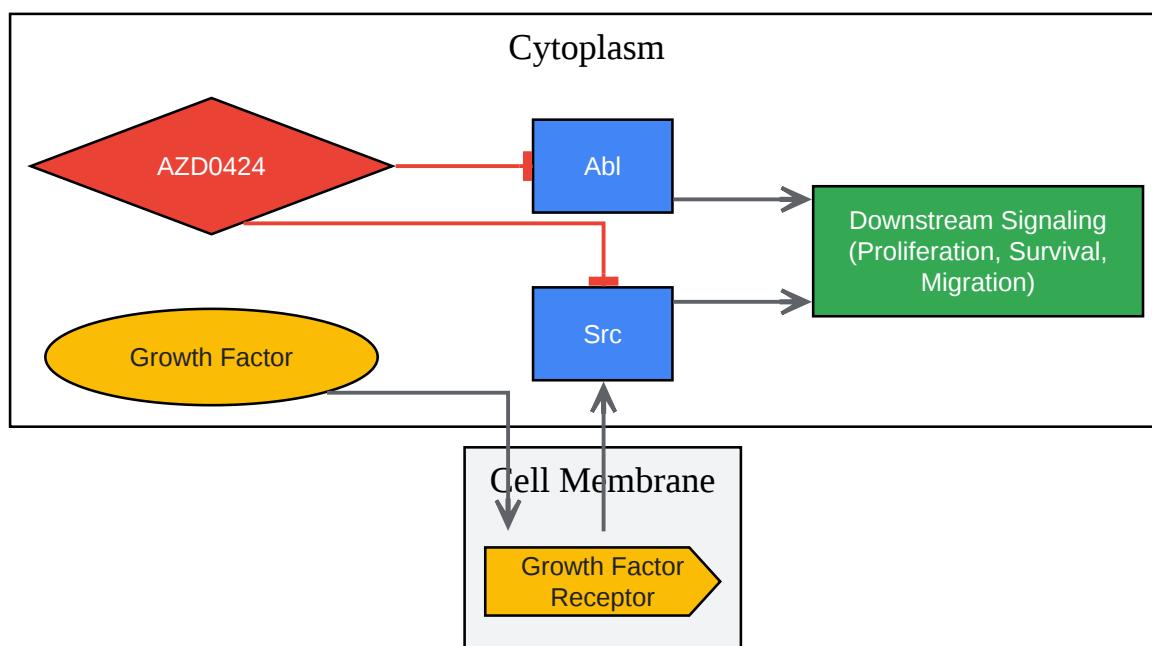 Cytoplasm
AZD0424
Abl
Downstream Signaling
(Proliferation, Survival,
Migration)
Src
Growth Factor
Cell Membrane
Growth Factor
Receptor